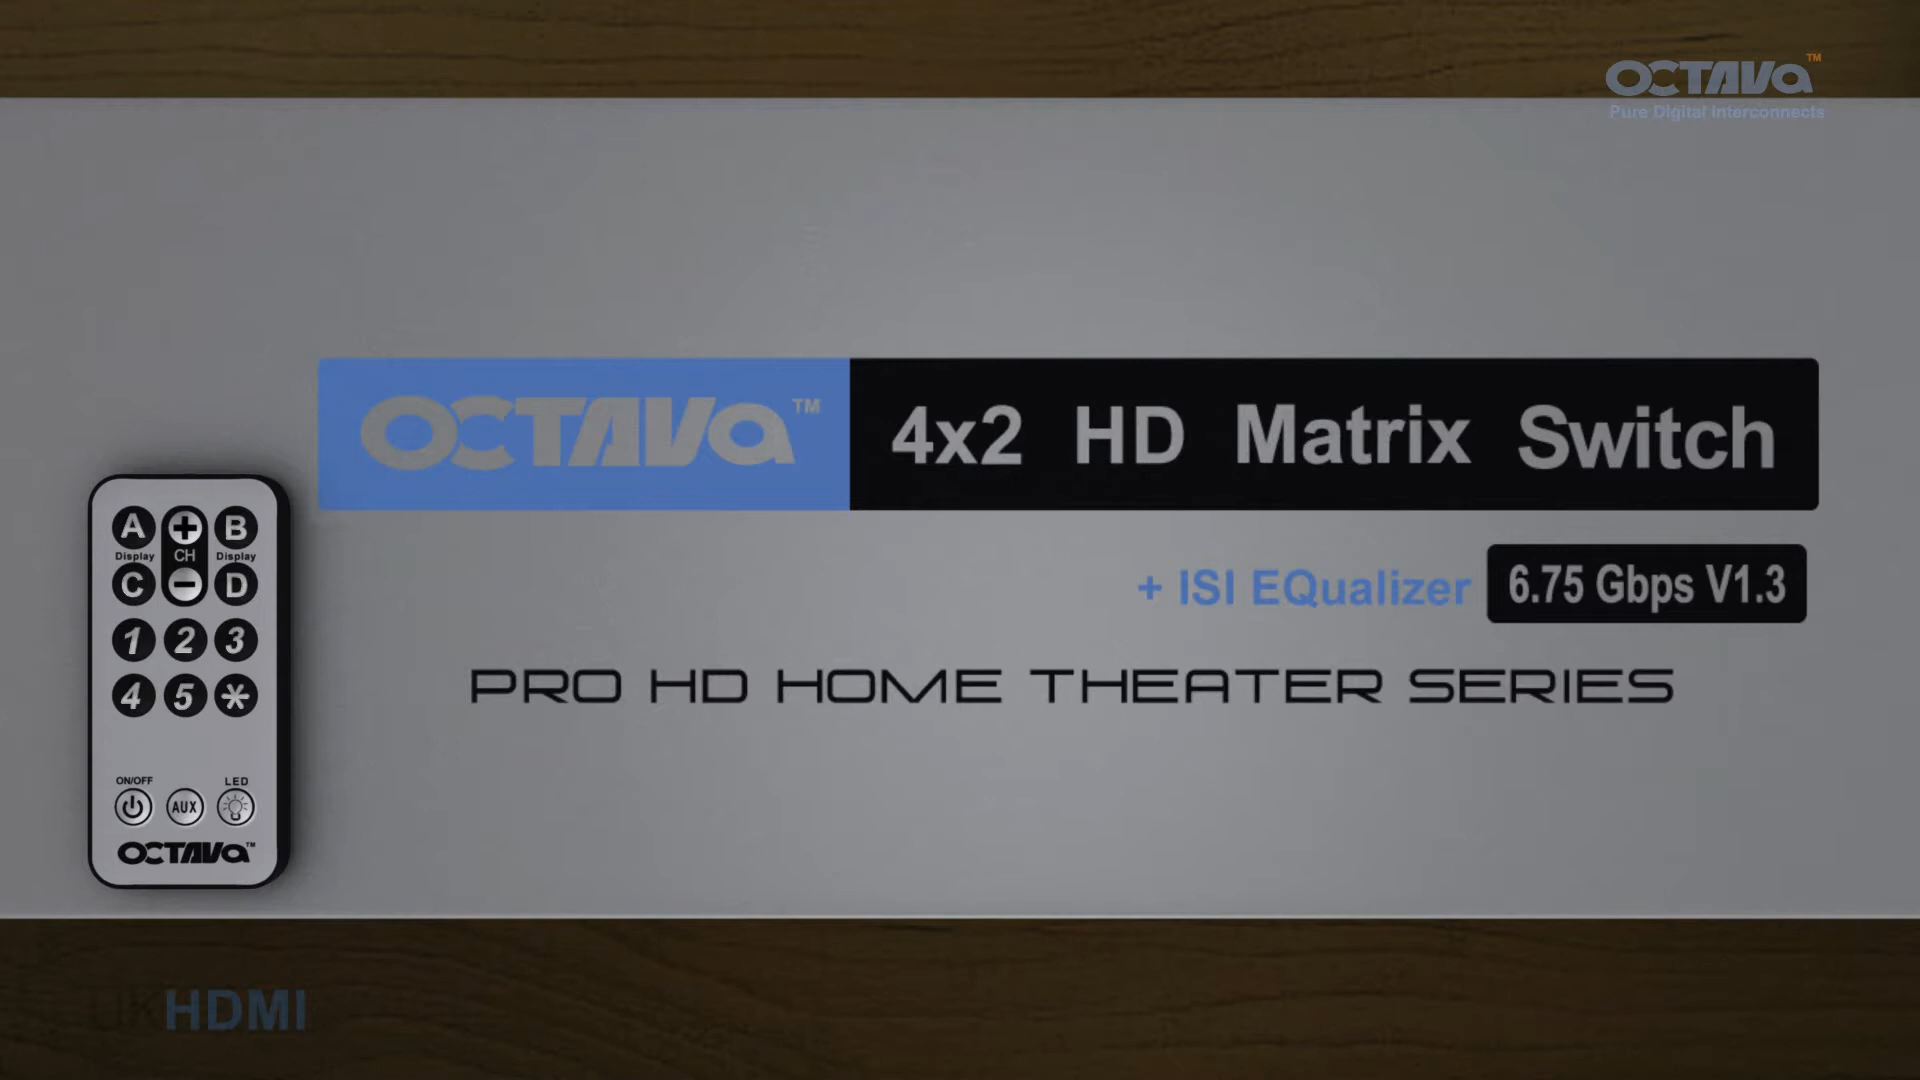 OCTAVA™
Pure Digital Interconnects
OCTAVA™ 4x2 HD Matrix Switch
+ ISI EQualizer 6.75 Gbps V1.3
PRO HD HOME THEATER SERIES
A + B
Display CH Display
C − D
1 2 3
4 5 *
ON/OFF LED
AUX
OCTAVA™
UKHDMI